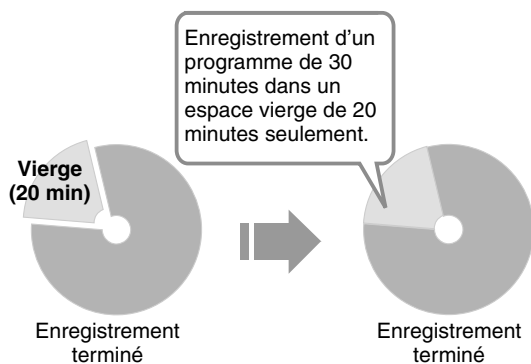 Enregistrement d'un
programme de 30
minutes dans un
espace vierge de 20
minutes seulement.
Vierge
(20 min)
Enregistrement
terminé
Enregistrement
terminé